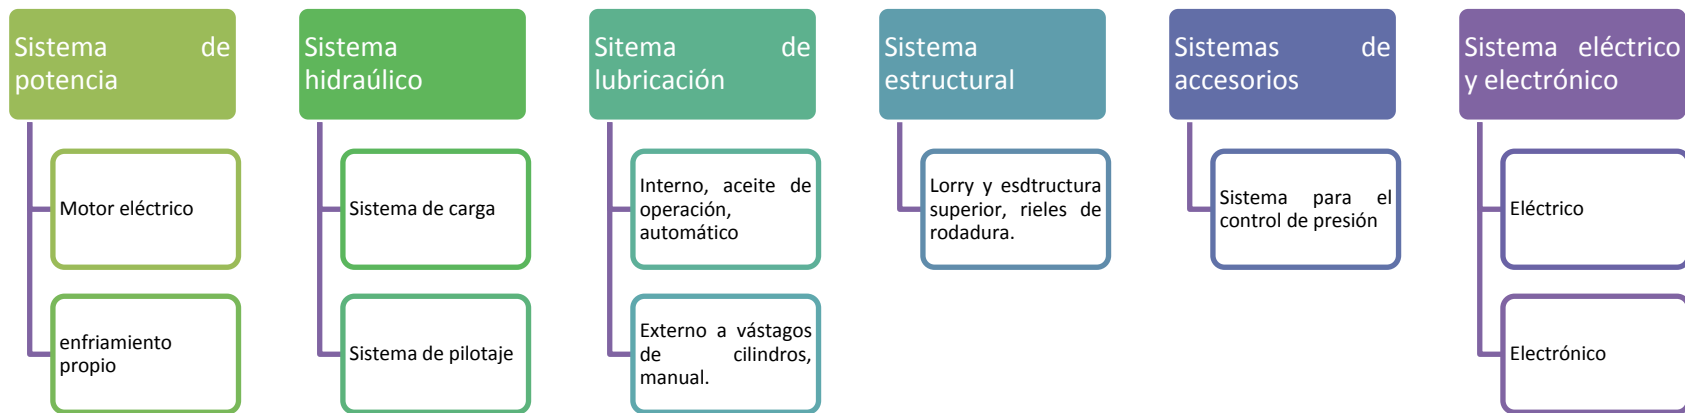 Sistema de
potencia
Motor eléctrico
enfriamiento
propio
Sistema
hidraúlico
Sistema de carga
Sistema de pilotaje
Sitema de
lubricación
Interno, aceite de
operación,
automático
Externo a vástagos
de cilindros,
manual.
Sistema
estructural
Lorry y esdtructura
superior, rieles de
rodadura.
Sistemas de
accesorios
Sistema para el
control de presión
Sistema eléctrico
y electrónico
Eléctrico
Electrónico